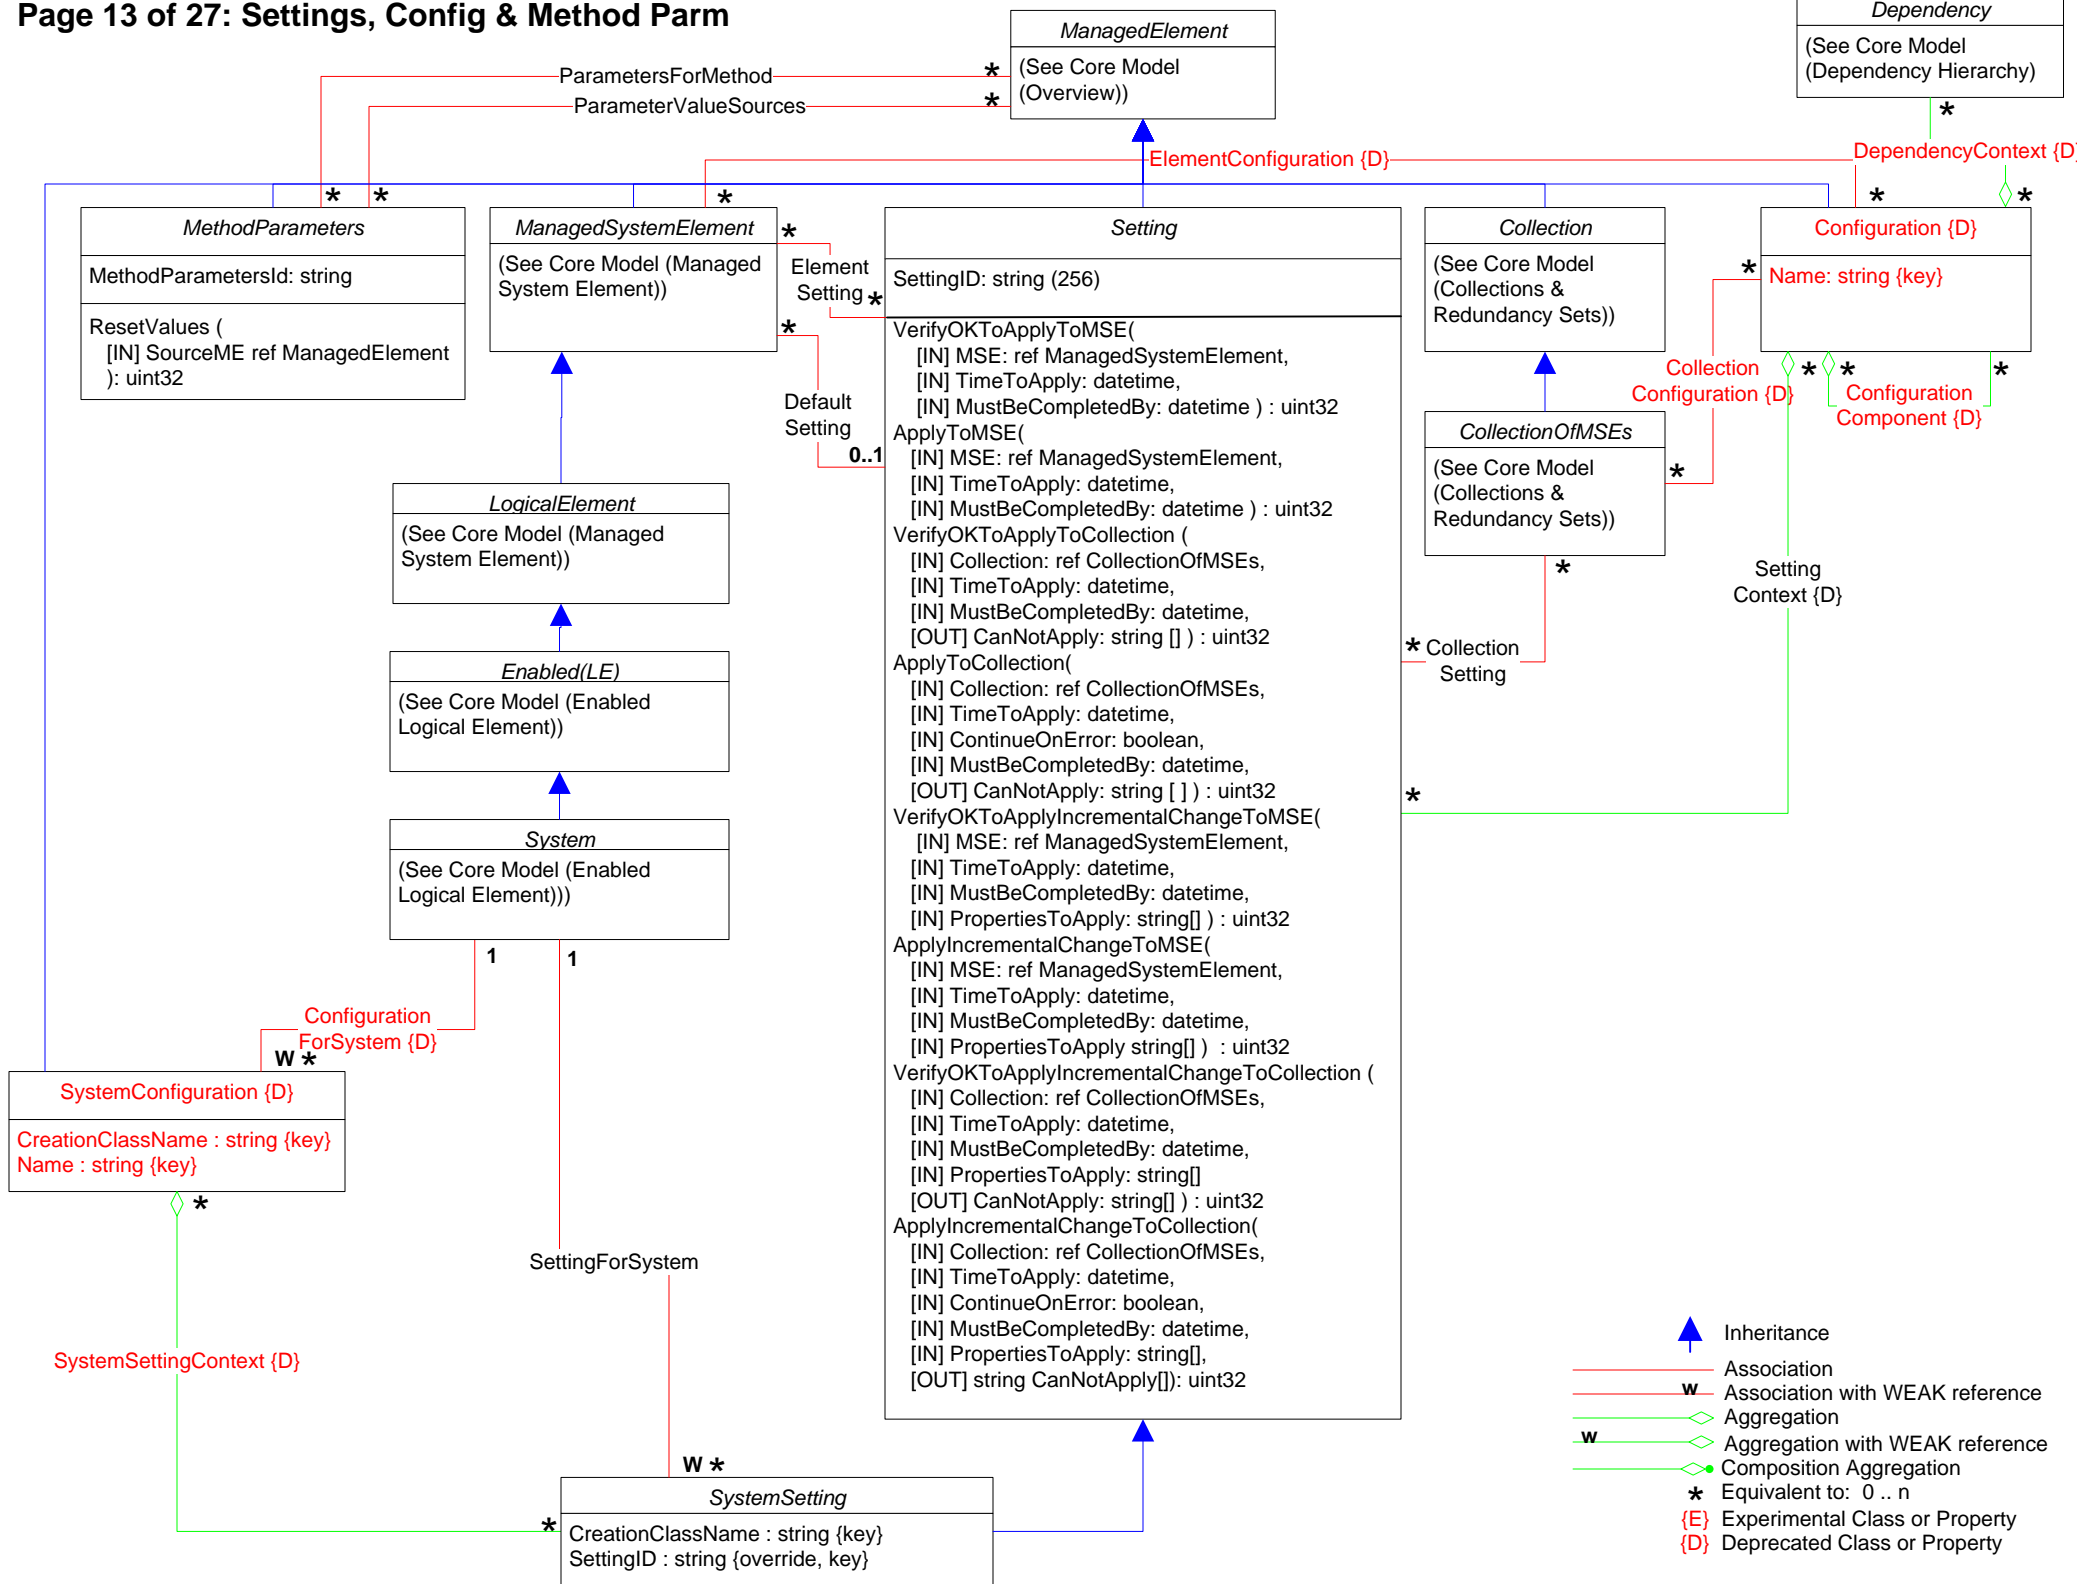 Page 13 of 27: Settings, Config & Method Parm
ManagedElement
(See Core Model
(Overview))
Dependency
(See Core Model
(Dependency Hierarchy)
ParametersForMethod
*
ParameterValueSources
*
*
ElementConfiguration {D}
DependencyContext {D}
*
*
*
*
*
MethodParameters
MethodParametersId: string
ResetValues (
[IN] SourceME ref ManagedElement
): uint32
ManagedSystemElement
(See Core Model (Managed
System Element))
*
Element
Setting
*
*
Default
Setting
0..1
Setting
SettingID: string (256)
VerifyOKToApplyToMSE(
[IN] MSE: ref ManagedSystemElement,
[IN] TimeToApply: datetime,
[IN] MustBeCompletedBy: datetime ) : uint32
ApplyToMSE(
[IN] MSE: ref ManagedSystemElement,
[IN] TimeToApply: datetime,
[IN] MustBeCompletedBy: datetime ) : uint32
VerifyOKToApplyToCollection (
[IN] Collection: ref CollectionOfMSEs,
[IN] TimeToApply: datetime,
[IN] MustBeCompletedBy: datetime,
[OUT] CanNotApply: string [] ) : uint32
ApplyToCollection(
[IN] Collection: ref CollectionOfMSEs,
[IN] TimeToApply: datetime,
[IN] ContinueOnError: boolean,
[IN] MustBeCompletedBy: datetime,
[OUT] CanNotApply: string [ ] ) : uint32
VerifyOKToApplyIncrementalChangeToMSE(
[IN] MSE: ref ManagedSystemElement,
[IN] TimeToApply: datetime,
[IN] MustBeCompletedBy: datetime,
[IN] PropertiesToApply: string[] ) : uint32
ApplyIncrementalChangeToMSE(
[IN] MSE: ref ManagedSystemElement,
[IN] TimeToApply: datetime,
[IN] MustBeCompletedBy: datetime,
[IN] PropertiesToApply string[] )  : uint32
VerifyOKToApplyIncrementalChangeToCollection (
[IN] Collection: ref CollectionOfMSEs,
[IN] TimeToApply: datetime,
[IN] MustBeCompletedBy: datetime,
[IN] PropertiesToApply: string[]
[OUT] CanNotApply: string[] ) : uint32
ApplyIncrementalChangeToCollection(
[IN] Collection: ref CollectionOfMSEs,
[IN] TimeToApply: datetime,
[IN] ContinueOnError: boolean,
[IN] MustBeCompletedBy: datetime,
[IN] PropertiesToApply: string[],
[OUT] string CanNotApply[]): uint32
Collection
(See Core Model
(Collections &
Redundancy Sets))
Configuration {D}
Name: string {key}
*
Collection
Configuration {D}
* *
*
Configuration
Component {D}
CollectionOfMSEs
(See Core Model
(Collections &
Redundancy Sets))
*
*
Setting
Context {D}
* Collection
Setting
*
LogicalElement
(See Core Model (Managed
System Element))
Enabled(LE)
(See Core Model (Enabled
Logical Element))
System
(See Core Model (Enabled
Logical Element)))
1
1
Configuration
ForSystem {D}
W *
SystemConfiguration {D}
CreationClassName : string {key}
Name : string {key}
*
SettingForSystem
SystemSettingContext {D}
W *
*
SystemSetting
CreationClassName : string {key}
SettingID : string {override, key}
Inheritance
Association
w Association with WEAK reference
Aggregation
w Aggregation with WEAK reference
Composition Aggregation
* Equivalent to:  0 .. n
{E} Experimental Class or Property
{D} Deprecated Class or Property